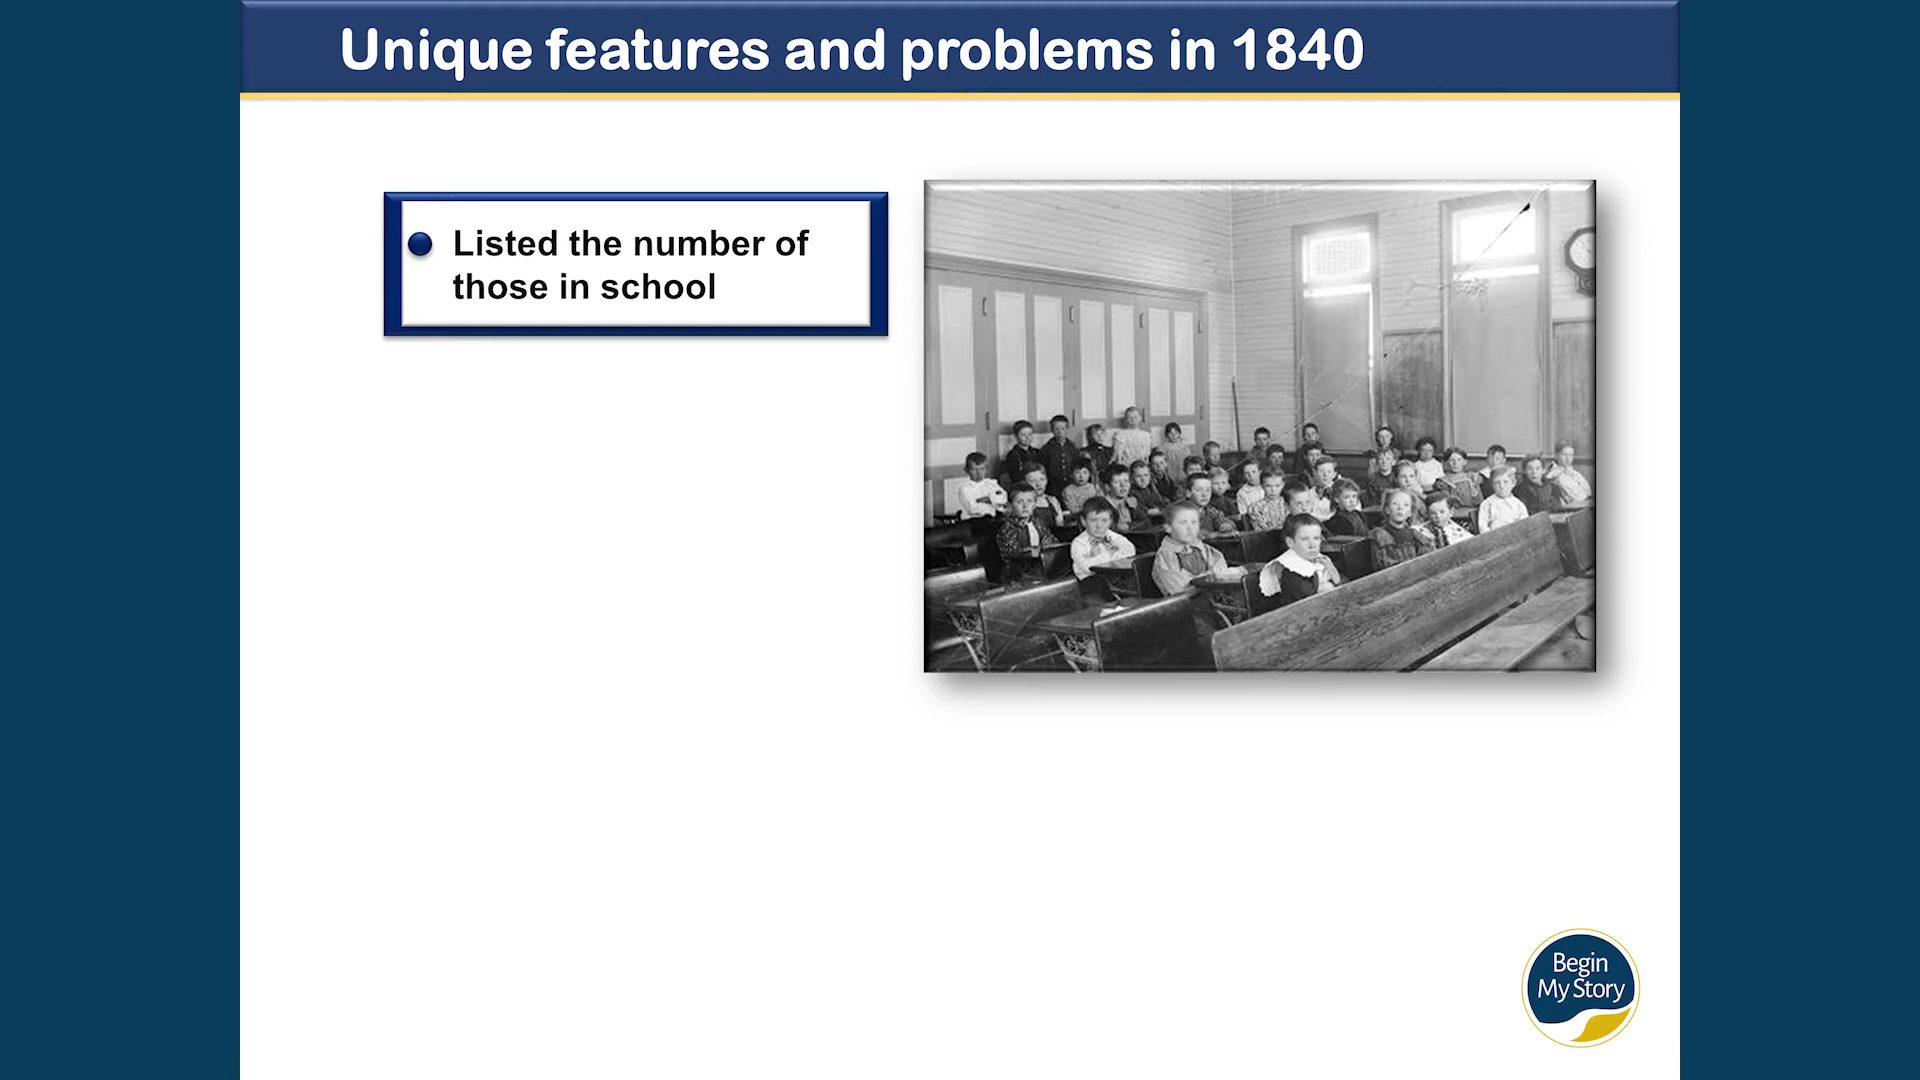 Unique features and problems in 1840
Listed the number of
those in school
Begin
My Story